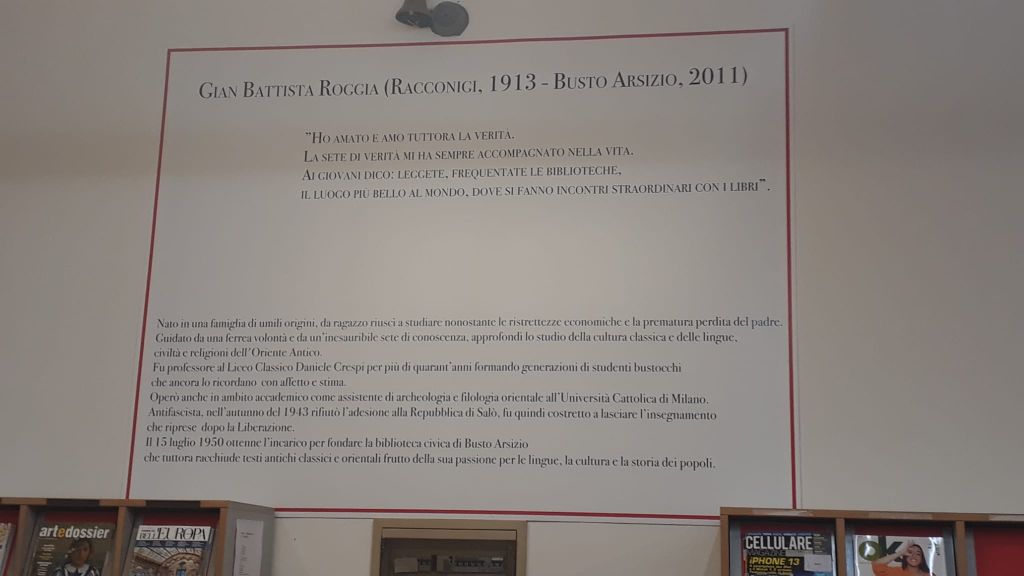 GIAN BATTISTA ROGGIA (RACCONIGI, 1913 - BUSTO ARSIZIO, 2011)
"HO AMATO E AMO TUTTORA LA VERITÀ.
LA SETE DI VERITÀ MI HA SEMPRE ACCOMPAGNATO NELLA VITA.
AI GIOVANI DICO: LEGGETE, FREQUENTATE LE BIBLIOTECHE,
IL LUOGO PIÙ BELLO AL MONDO, DOVE SI FANNO INCONTRI STRAORDINARI CON I LIBRI".
Nato in una famiglia di umili origini, da ragazzo riuscì a studiare nonostante le ristrettezze economiche e la prematura perdita del padre.
Guidato da una ferrea volontà e da un'inesauribile sete di conoscenza, approfondì lo studio della cultura classica e delle lingue,
civiltà e religioni dell'Oriente Antico.
Fu professore al Liceo Classico Daniele Crespi per più di quarant'anni formando generazioni di studenti bustocchi
che ancora lo ricordano con affetto e stima.
Operò anche in ambito accademico come assistente di archeologia e filologia orientale all'Università Cattolica di Milano.
Antifascista, nell'autunno del 1943 rifiutò l'adesione alla Repubblica di Salò, fu quindi costretto a lasciare l'insegnamento
che riprese dopo la Liberazione.
Il 15 luglio 1950 ottenne l'incarico per fondare la biblioteca civica di Busto Arsizio
che tuttora racchiude testi antichi classici e orientali frutto della sua passione per le lingue, la cultura e la storia dei popoli.
artedossier
EUROPA
CELLULARE
MAGAZINE
iPHONE 13
OK